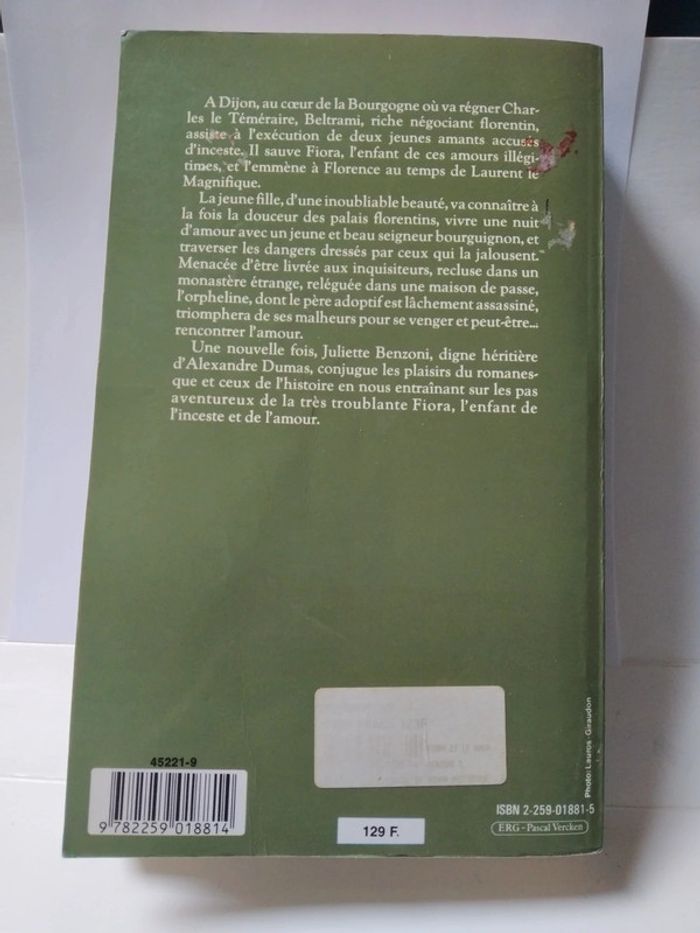 A Dijon, au cœur de la Bourgogne où va régner Char-
les le Téméraire, Beltrami, riche négociant florentin,
assiste à l'exécution de deux jeunes amants accusés
d'inceste. Il sauve Fiora, l'enfant de ces amours illégi-
times, et l'emmène à Florence au temps de Laurent le
Magnifique.
La jeune fille, d'une inoubliable beauté, va connaître à
la fois la douceur des palais florentins, vivre une nuit
d'amour avec un jeune et beau seigneur bourguignon, et
traverser les dangers dressés par ceux qui la jalousent.
Menacée d'être livrée aux inquisiteurs, recluse dans un
monastère étrange, reléguée dans une maison de passe,
l'orpheline, dont le père adoptif est lâchement assassiné,
triomphera de ses malheurs pour se venger et peut-être...
rencontrer l'amour.
Une nouvelle fois, Juliette Benzoni, digne héritière
d'Alexandre Dumas, conjugue les plaisirs du romanes-
que et ceux de l'histoire en nous entraînant sur les pas
aventureux de la très troublante Fiora, l'enfant de
l'inceste et de l'amour.
Photo: Lauros - Giraudon
45221-9
9 782259 018814
129 F.
ISBN 2-259-01881-5
ERG - Pascal Vercken